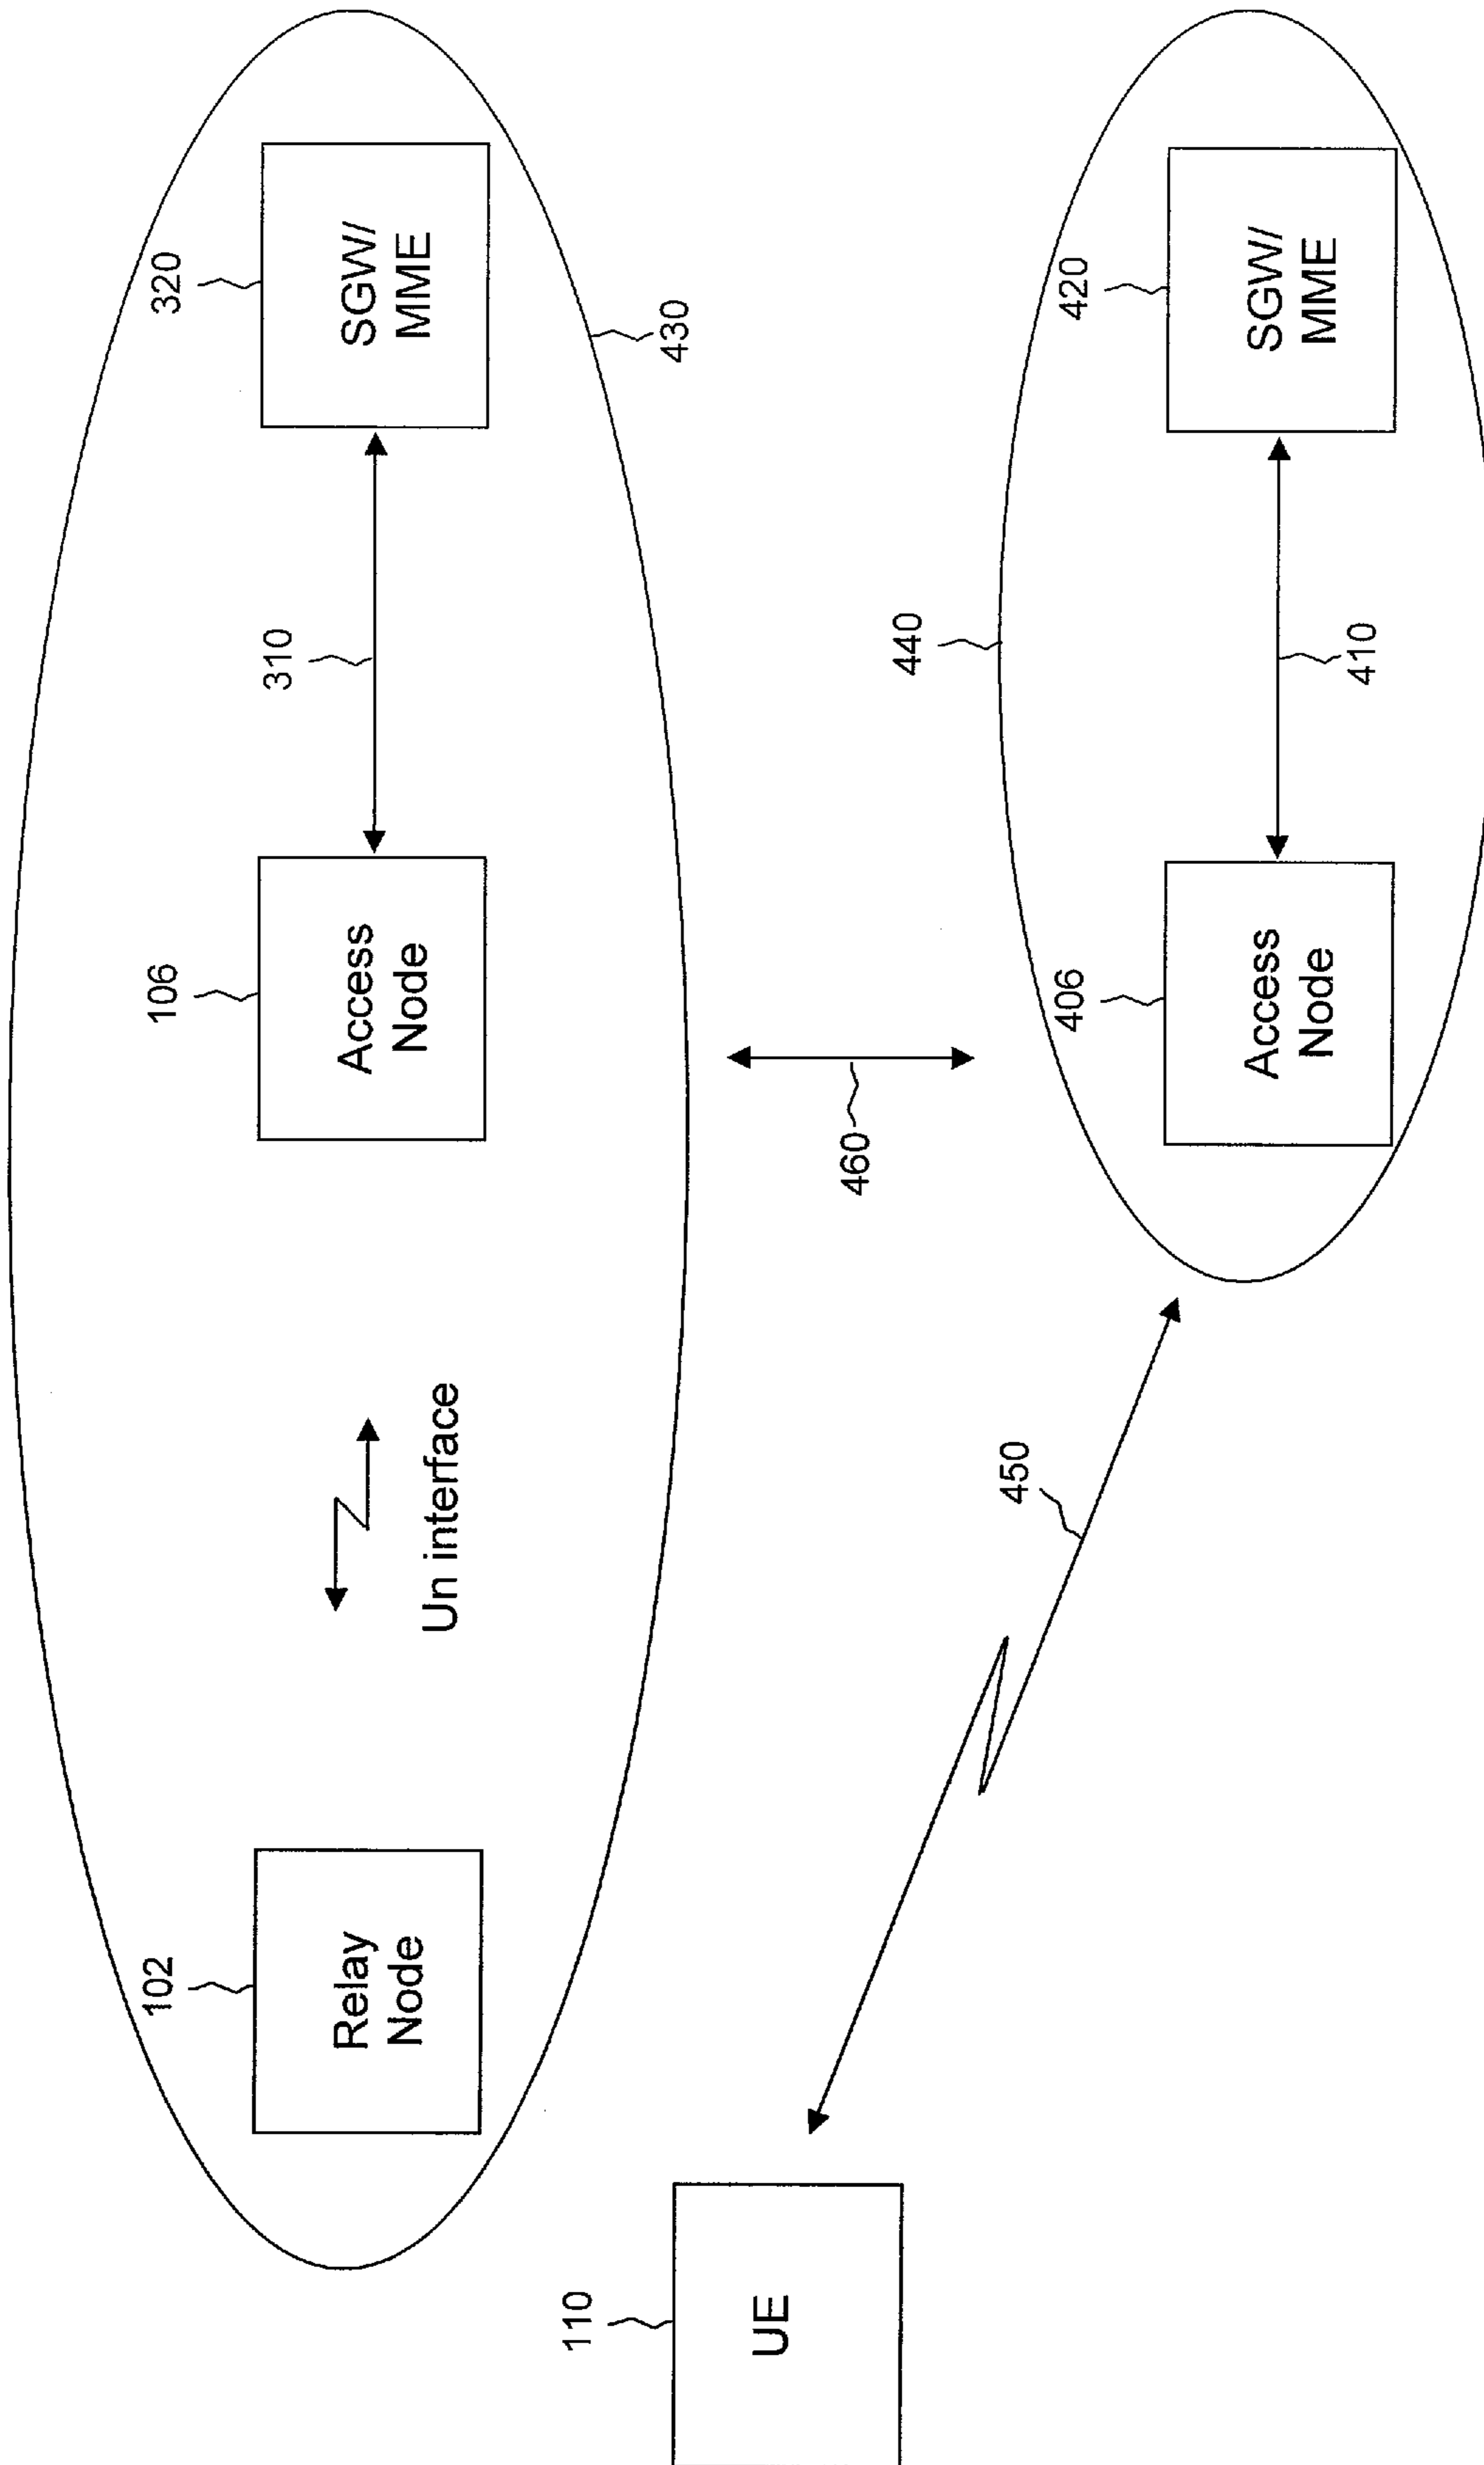 320
SGW/
MME
430
310
106
Access
Node
Un interface
102
Relay
Node
420
SGW/
MME
440
410
406
Access
Node
460
450
110
UE